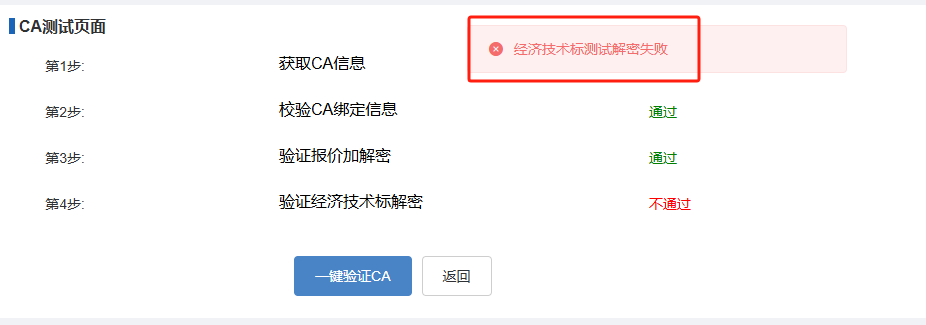 CA测试页面
经济技术标测试解密失败
第1步: 获取CA信息
第2步: 校验CA绑定信息 通过
第3步: 验证报价加解密 通过
第4步: 验证经济技术标解密 不通过
一键验证CA 返回